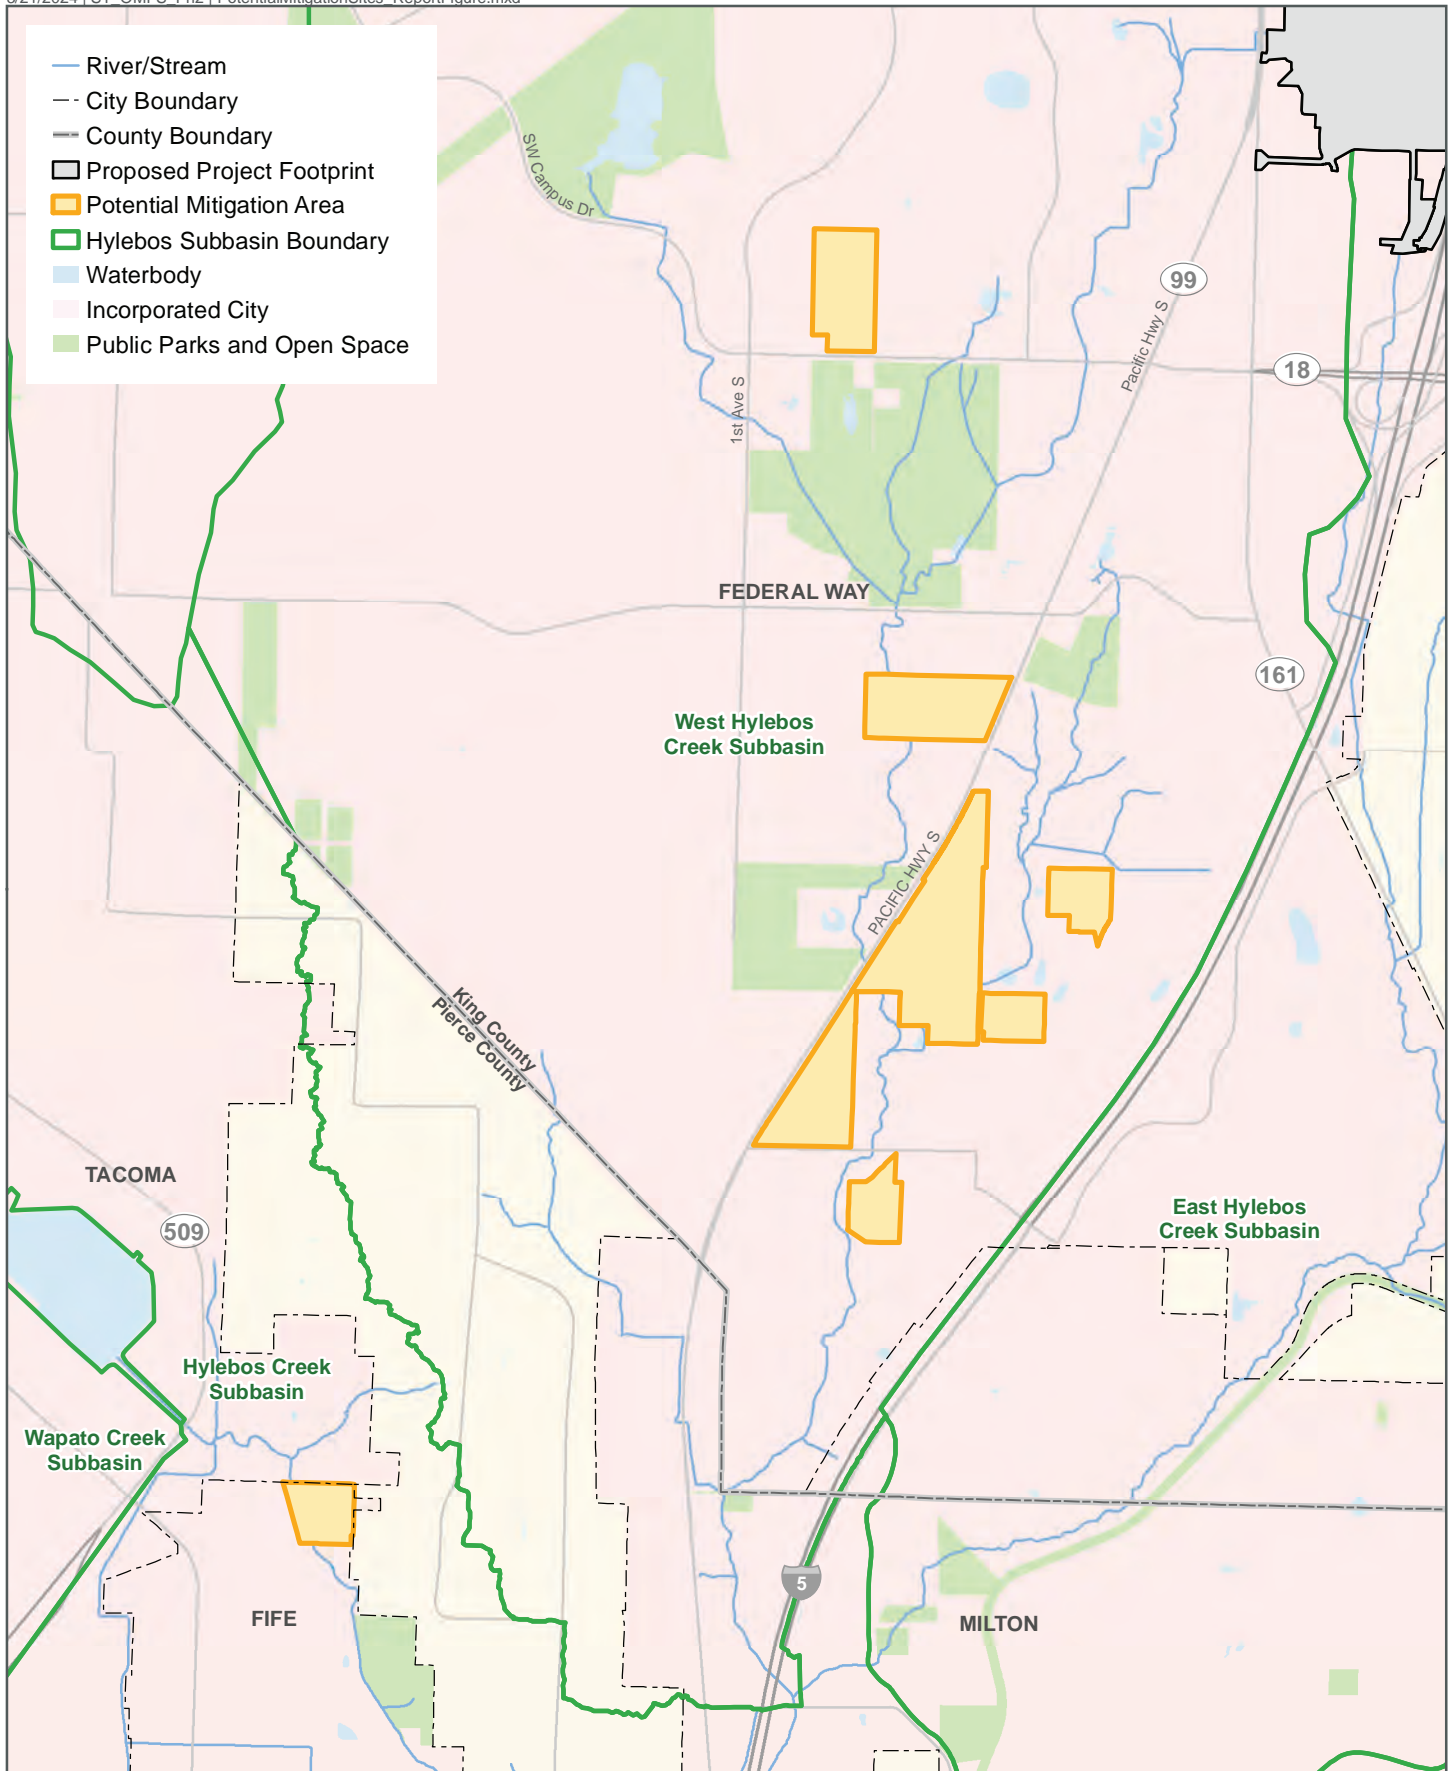 River/Stream
City Boundary
County Boundary
Proposed Project Footprint
Potential Mitigation Area
Hylebos Subbasin Boundary
Waterbody
Incorporated City
Public Parks and Open Space
SW Campus Dr
99
Pacific Hwy S
18
1st Ave S
FEDERAL WAY
161
West Hylebos
Creek Subbasin
PACIFIC HWY S
King County
Pierce County
TACOMA
509
East Hylebos
Creek Subbasin
Hylebos Creek
Subbasin
Wapato Creek
Subbasin
5
FIFE
MILTON